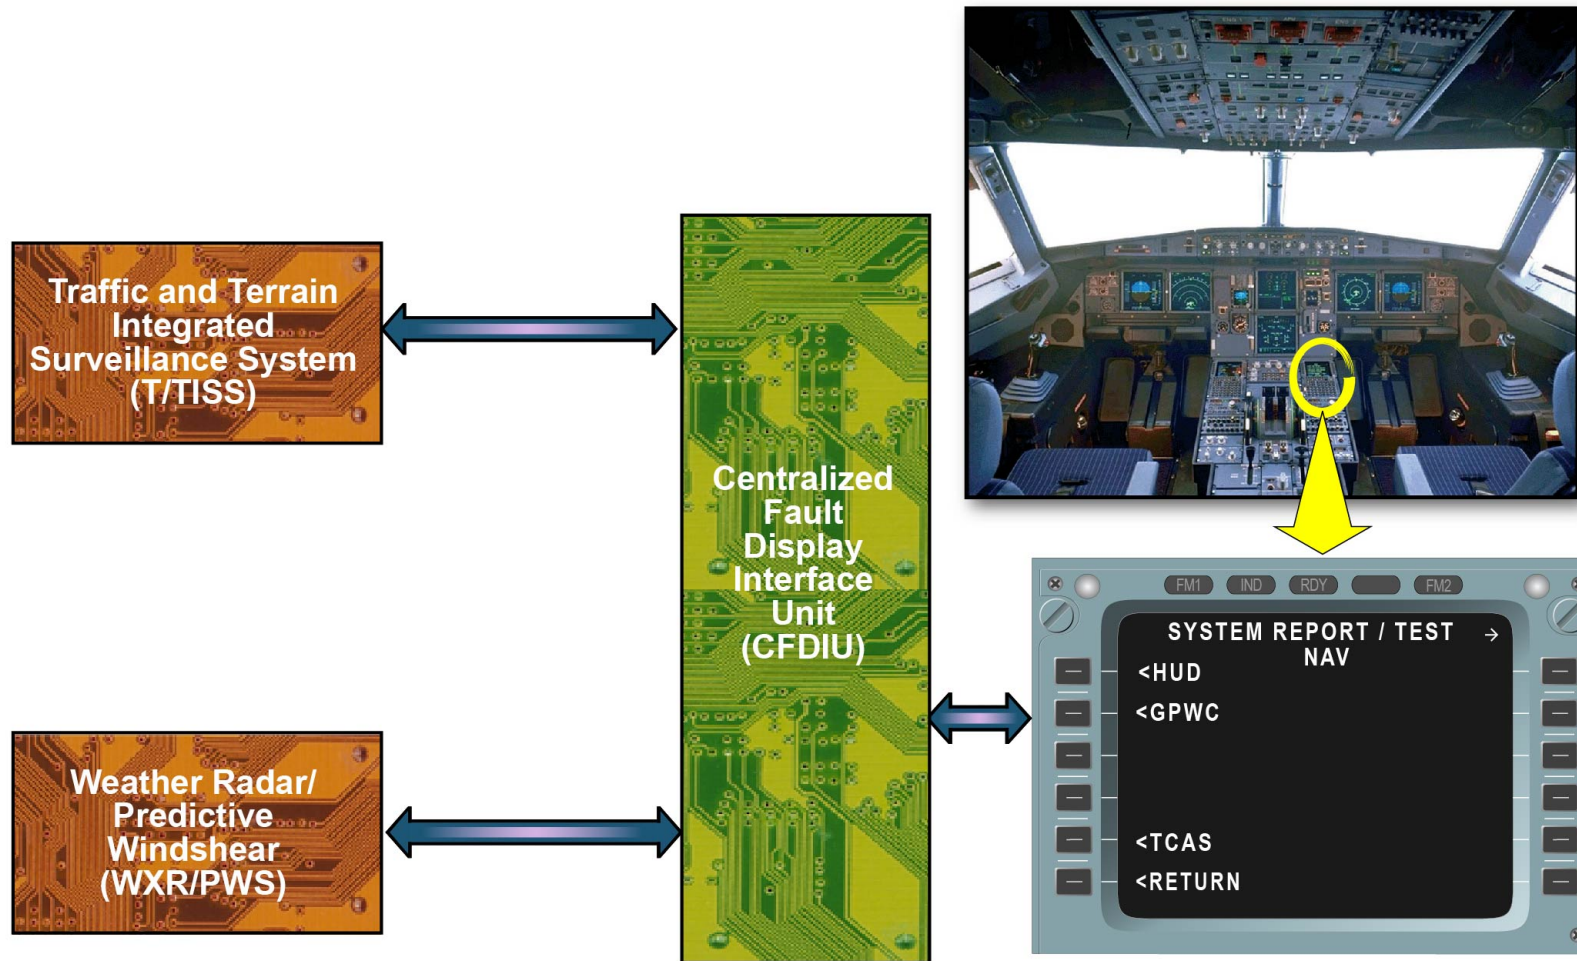 Traffic and Terrain
Integrated
Surveillance System
(T/TISS)
Weather Radar/
Predictive
Windshear
(WXR/PWS)
Centralized
Fault
Display
Interface
Unit
(CFDIU)
FM1 IND RDY FM2
SYSTEM REPORT / TEST →
NAV
<HUD
<GPWC
<TCAS
<RETURN